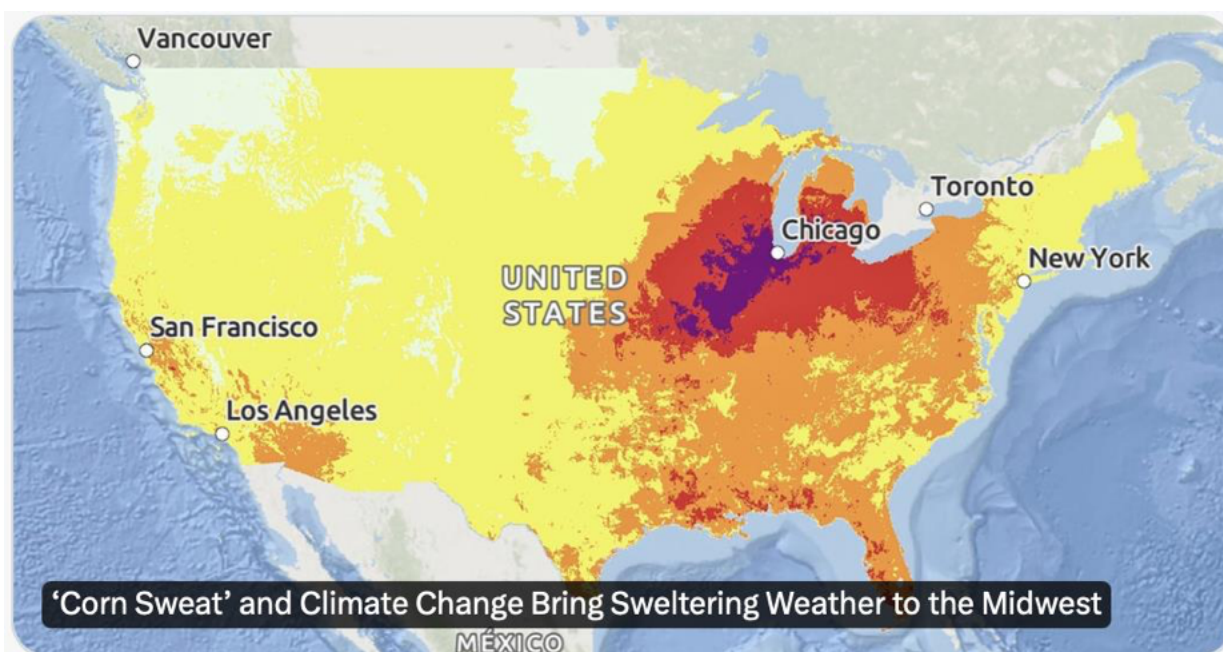 Vancouver
Toronto
Chicago
New York
UNITED
STATES
San Francisco
Los Angeles
‘Corn Sweat’ and Climate Change Bring Sweltering Weather to the Midwest
MÉXICO